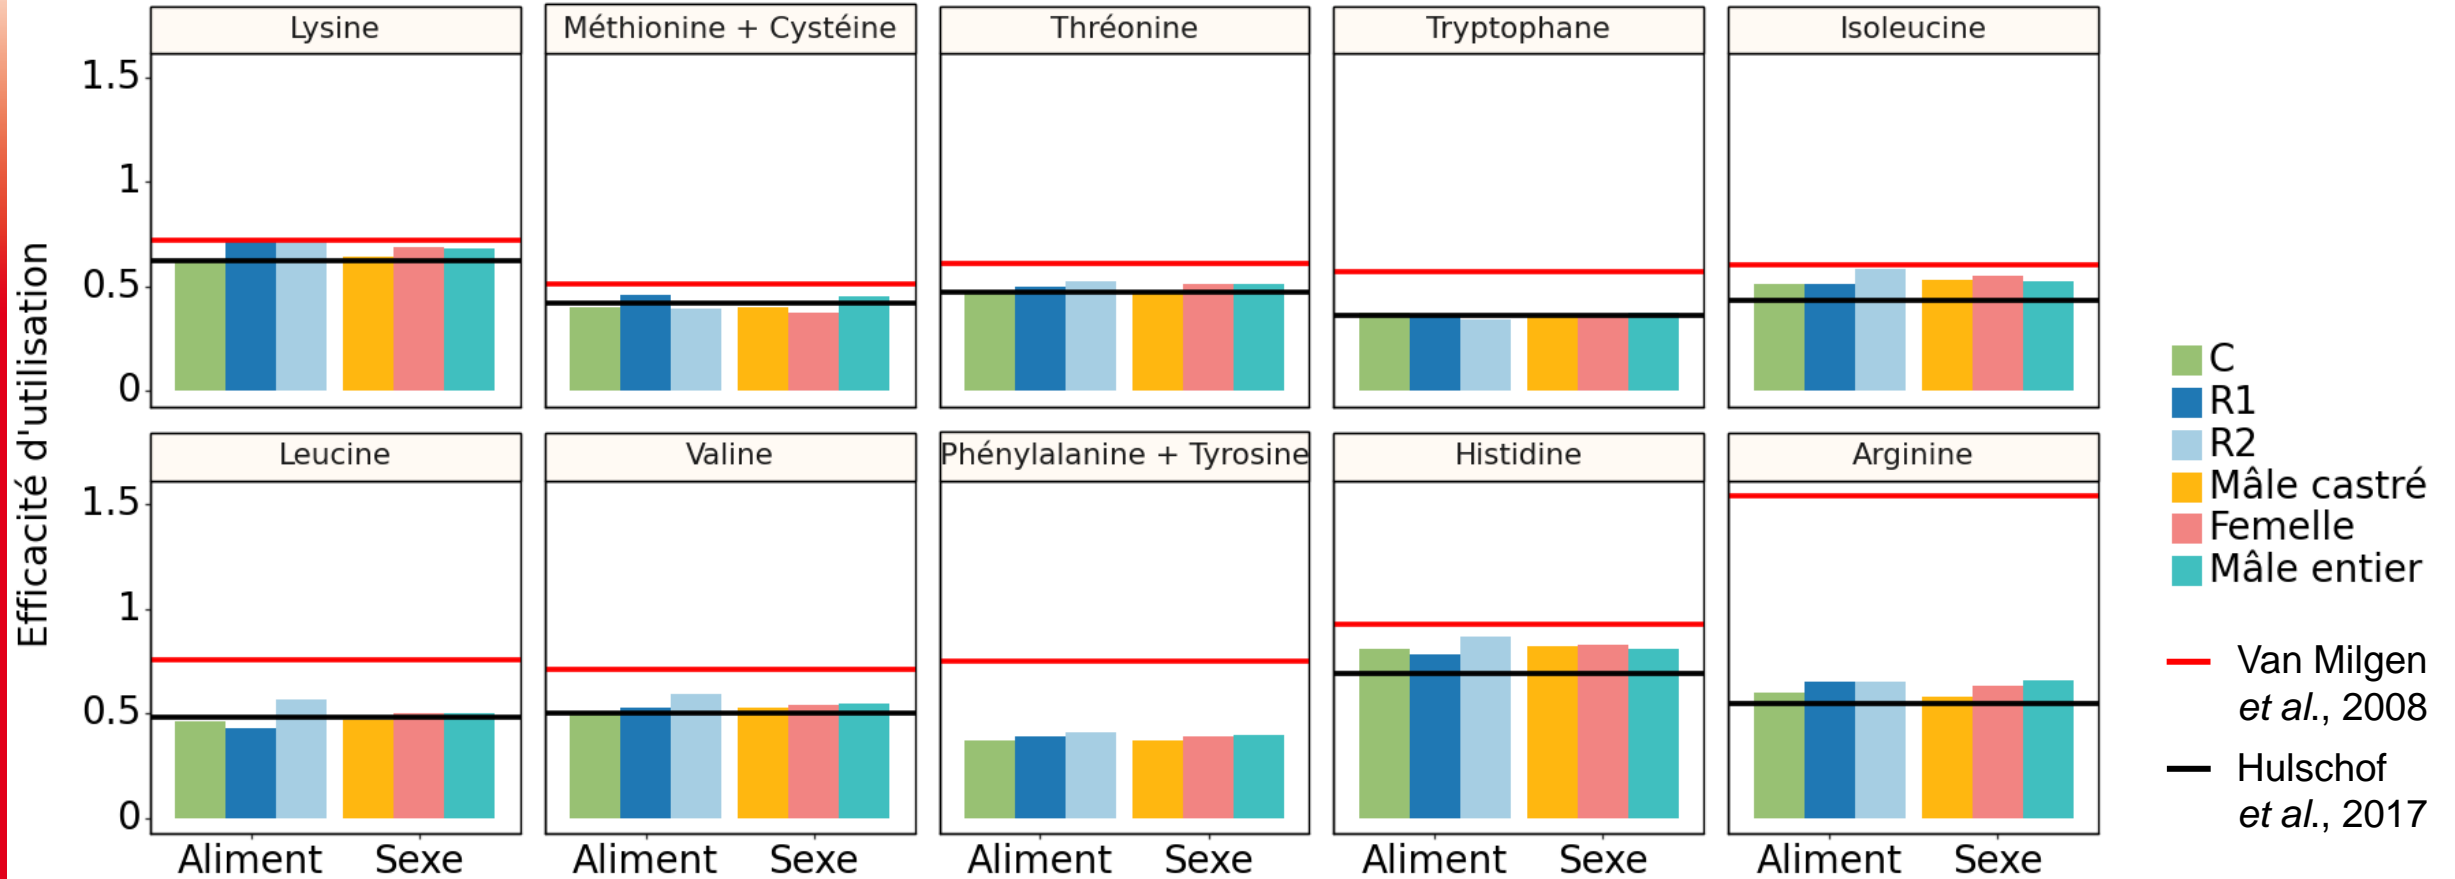 Efficacité d'utilisation
Lysine
Méthionine + Cystéine
Thréonine
Tryptophane
Isoleucine
1.5
1
0.5
0
Leucine
Valine
Phénylalanine + Tyrosine
Histidine
Arginine
1.5
1
0.5
0
Aliment
Sexe
Aliment
Sexe
Aliment
Sexe
Aliment
Sexe
Aliment
Sexe
C
R1
R2
Mâle castré
Femelle
Mâle entier
Van Milgen
et al., 2008
Hulschof
et al., 2017